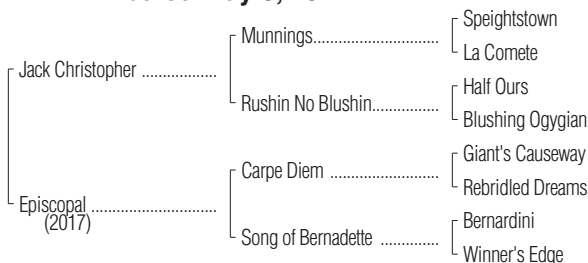 Speightstown
Munnings
La Comete
Jack Christopher
Half Ours
Rushin No Blushin
Blushing Ogygian
Giant's Causeway
Carpe Diem
Rebridled Dreams
Episcopal
(2017)
Bernardini
Song of Bernadette
Winner's Edge